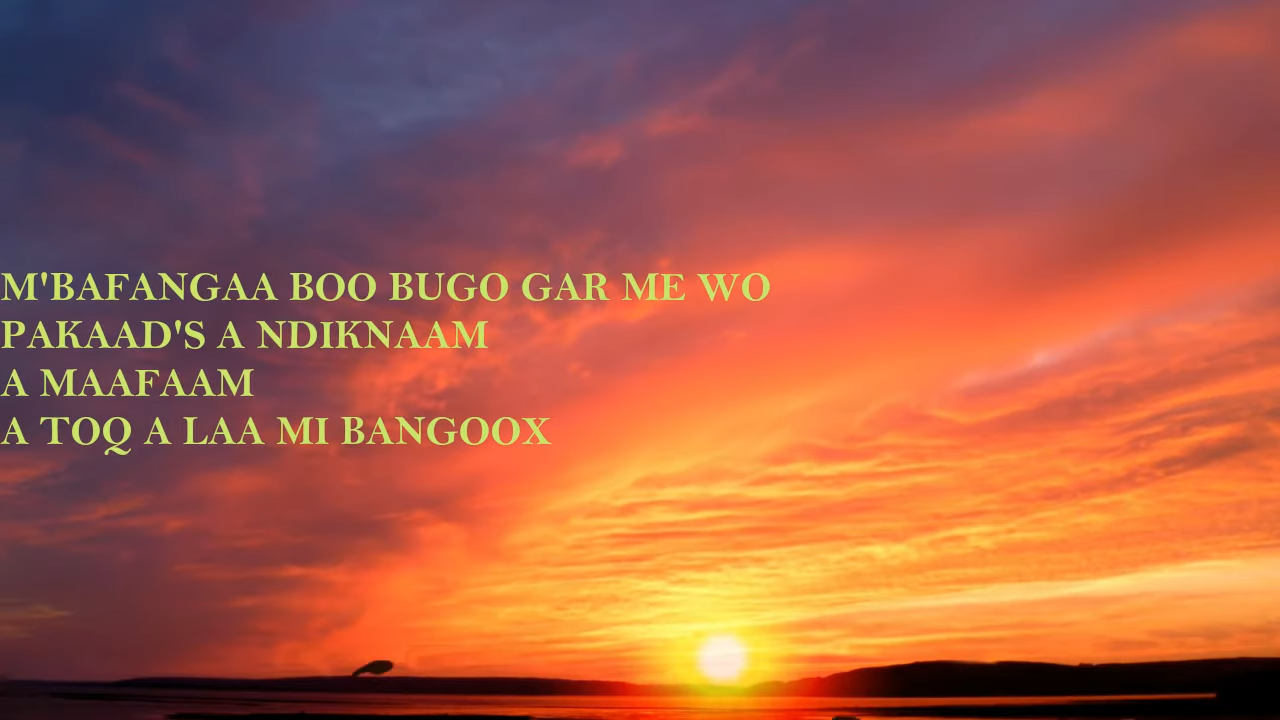 M'BAFANGAA BOO BUGO GAR ME WO
PAKAAD'S A NDIKNAAM
A MAAFAAM
A TOQ A LAA MI BANGOOX